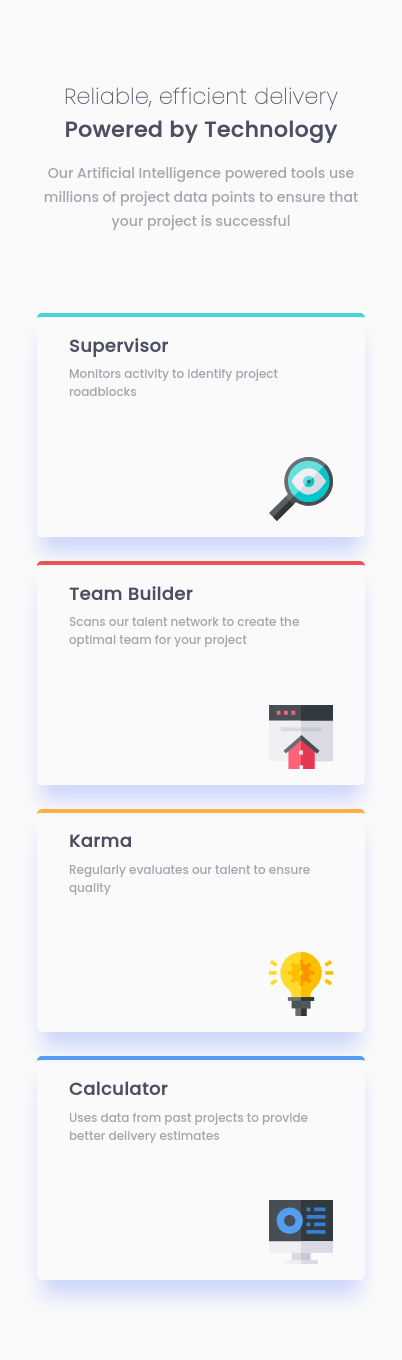 Reliable, efficient delivery
Powered by Technology
Our Artificial Intelligence powered tools use
millions of project data points to ensure that
your project is successful
Supervisor
Monitors activity to identify project
roadblocks
Team Builder
Scans our talent network to create the
optimal team for your project
Karma
Regularly evaluates our talent to ensure
quality
Calculator
Uses data from past projects to provide
better delivery estimates